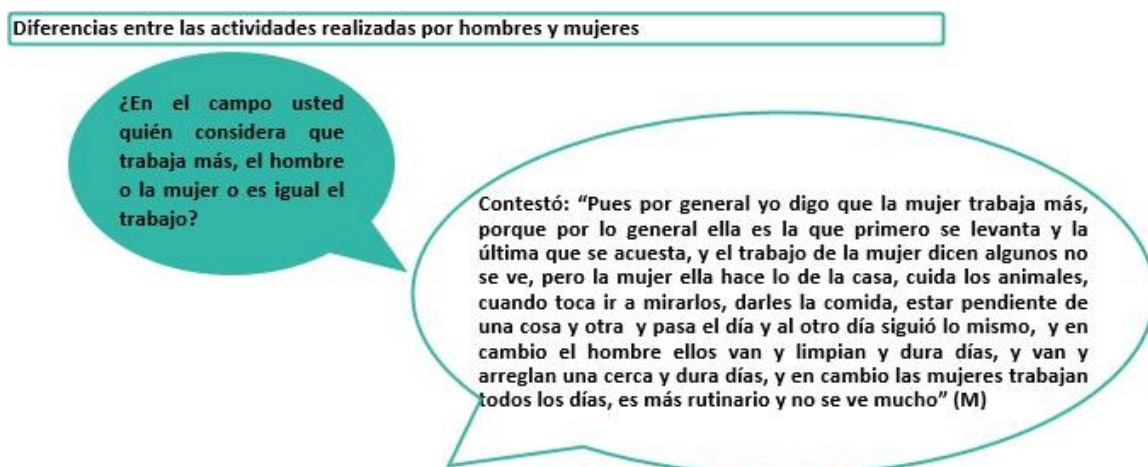 Diferencias entre las actividades realizadas por hombres y mujeres
¿En el campo usted
quién considera que
trabaja más, el hombre
o la mujer o es igual el
trabajo?
Contestó: “Pues por general yo digo que la mujer trabaja más,
porque por lo general ella es la que primero se levanta y la
última que se acuesta, y el trabajo de la mujer dicen algunos no
se ve, pero la mujer ella hace lo de la casa, cuida los animales,
cuando toca ir a mirarlos, darles la comida, estar pendiente de
una cosa y otra y pasa el día y al otro día siguió lo mismo, y en
cambio el hombre ellos van y limpian y dura días, y van y
arreglan una cerca y dura días, y en cambio las mujeres trabajan
todos los días, es más rutinario y no se ve mucho” (M)